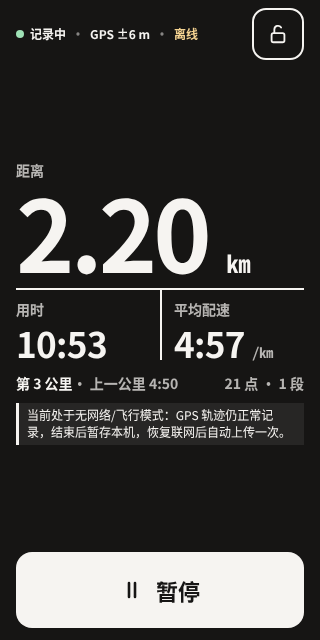 记录中 • GPS ±6 m • 离线
距离
2.20 km
用时
10:53
平均配速
4:57 /km
第 3 公里 • 上一公里 4:50
21 点 • 1 段
当前处于无网络/飞行模式：GPS 轨迹仍正常记
录，结束后暂存本机，恢复联网后自动上传一次。
暂停